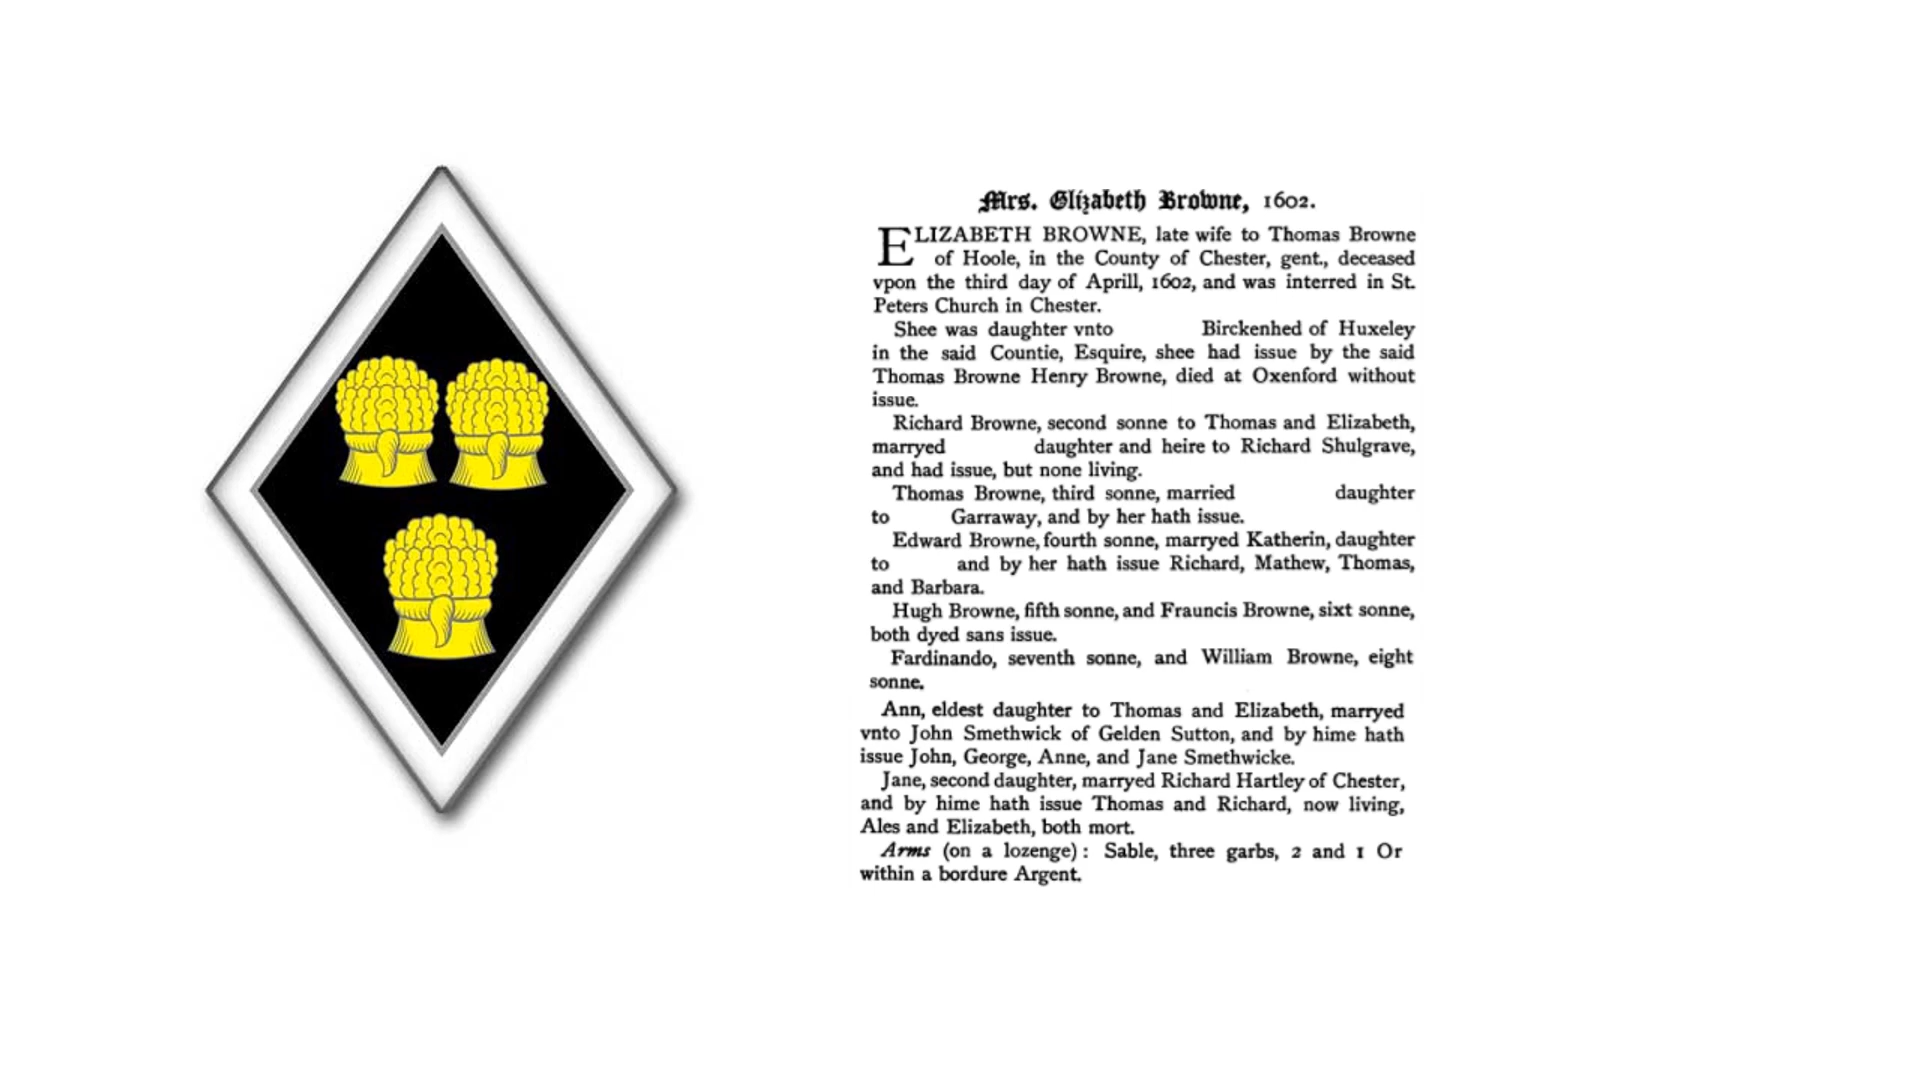 Mrs. Elizabeth Browne, 1602.
ELIZABETH BROWNE, late wife to Thomas Browne
of Hoole, in the County of Chester, gent., deceased
vpon the third day of Aprill, 1602, and was interred in St.
Peters Church in Chester.
Shee was daughter vnto Birckenhed of Huxeley
in the said Countie, Esquire, shee had issue by the said
Thomas Browne Henry Browne, died at Oxenford without
issue.
Richard Browne, second sonne to Thomas and Elizabeth,
marryed daughter and heire to Richard Shulgrave,
and had issue, but none living.
Thomas Browne, third sonne, married daughter
to Garraway, and by her hath issue.
Edward Browne, fourth sonne, marryed Katherin, daughter
to and by her hath issue Richard, Mathew, Thomas,
and Barbara.
Hugh Browne, fifth sonne, and Frauncis Browne, sixt sonne,
both dyed sans issue.
Fardinando, seventh sonne, and William Browne, eight
sonne.
Ann, eldest daughter to Thomas and Elizabeth, marryed
vnto John Smethwick of Gelden Sutton, and by hime hath
issue John, George, Anne, and Jane Smethwicke.
Jane, second daughter, marryed Richard Hartley of Chester,
and by hime hath issue Thomas and Richard, now living,
Ales and Elizabeth, both mort.
Arms (on a lozenge): Sable, three garbs, 2 and 1 Or
within a bordure Argent.